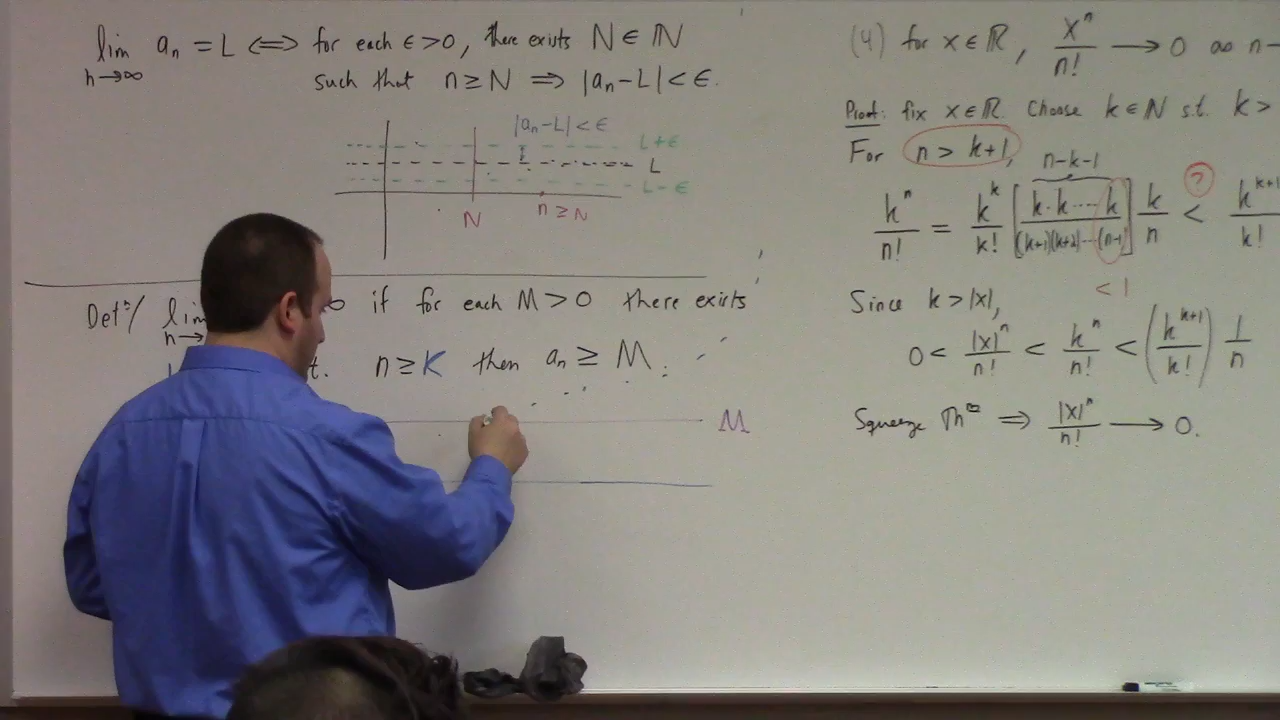 lim a_n = L ⟺ for each ε>0, there exists N ∈ ℕ
n→∞
such that n ≥ N ⟹ |a_n - L| < ε.
|a_n - L| < ε
L+ε
L
L-ε
N
n ≥ N
Def^n/ lim if for each M > 0 there exists
n→
n ≥ K then a_n ≥ M.
M
(4) for x ∈ ℝ, x^n/n! → 0 as n→
Proof: fix x ∈ ℝ. Choose k ∈ ℕ s.t. k >
For n > k+1,
n-k-1
k^n/n! = k^k/k! [k·k····k/(k+1)(k+2)···(n-1)] k/n < k^{k+1}/k!
?
< 1
Since k > |x|,
0 < |x|^n/n! < k^n/n! < (k^{k+1}/k!) 1/n
Squeeze Th^m ⟹ |x|^n/n! → 0.